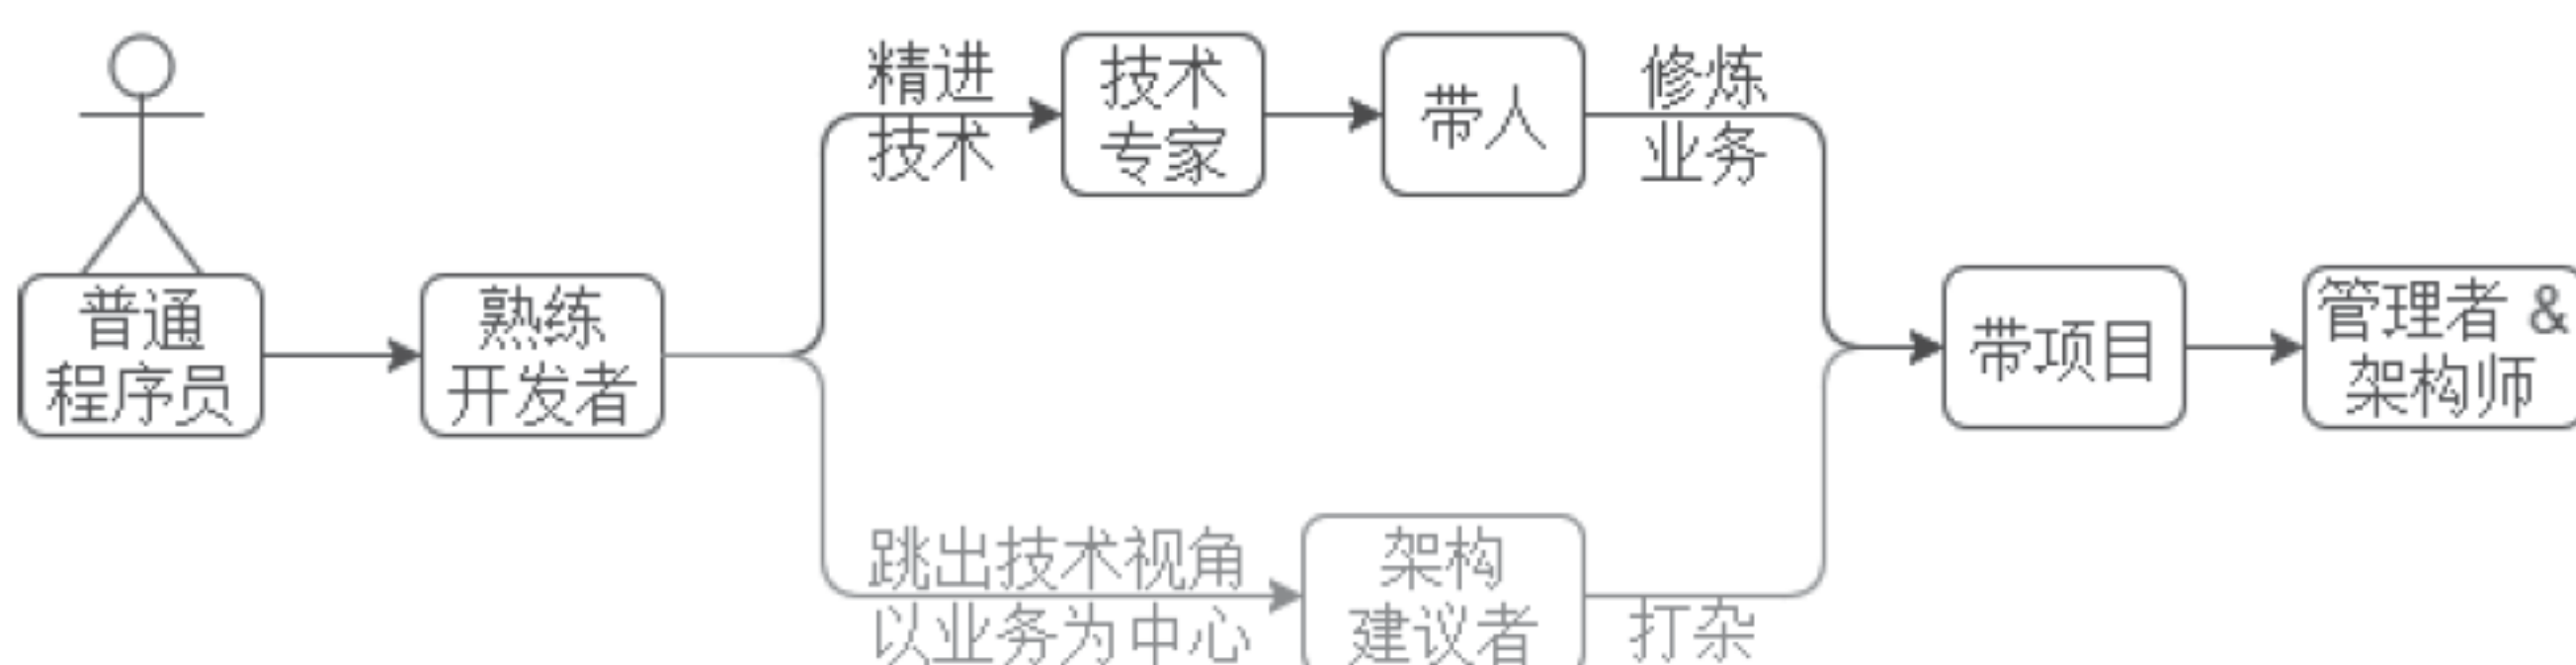 普通
程序员
熟练
开发者
精进
技术
技术
专家
带人
修炼
业务
跳出技术视角
以业务为中心
架构
建议者
打杂
带项目
管理者 &
架构师